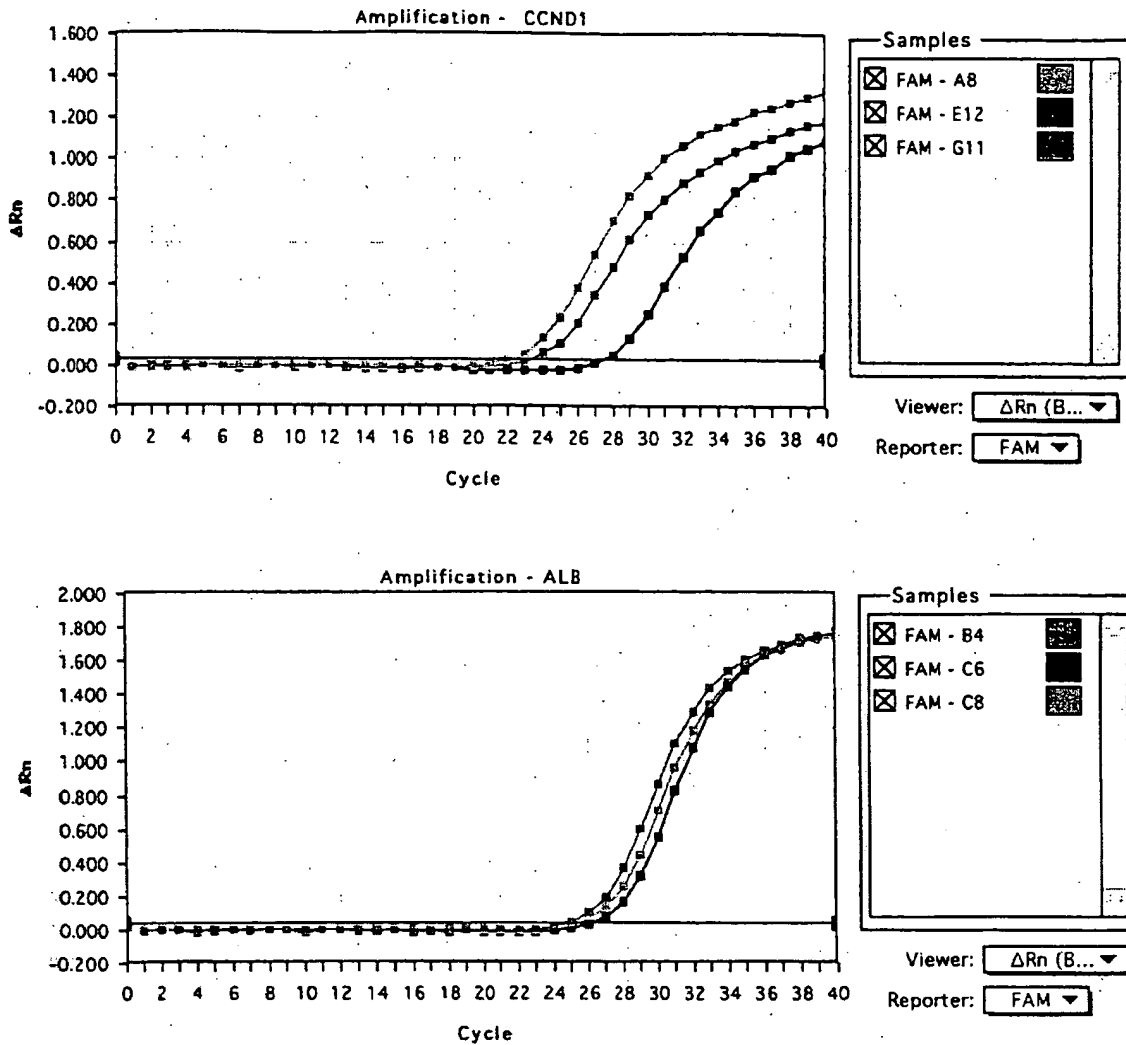 Amplification - CCND1
1.600
1.400
1.200
1.000
0.800
0.600
0.400
0.200
0.000
-0.200
ΔRn
0 2 4 6 8 10 12 14 16 18 20 22 24 26 28 30 32 34 36 38 40
Cycle
Samples
FAM - A8
FAM - E12
FAM - G11
Viewer: ΔRn (B...
Reporter: FAM
Amplification - ALB
2.000
1.800
1.600
1.400
1.200
1.000
0.800
0.600
0.400
0.200
0.000
-0.200
ΔRn
0 2 4 6 8 10 12 14 16 18 20 22 24 26 28 30 32 34 36 38 40
Cycle
Samples
FAM - B4
FAM - C6
FAM - C8
Viewer: ΔRn (B...
Reporter: FAM